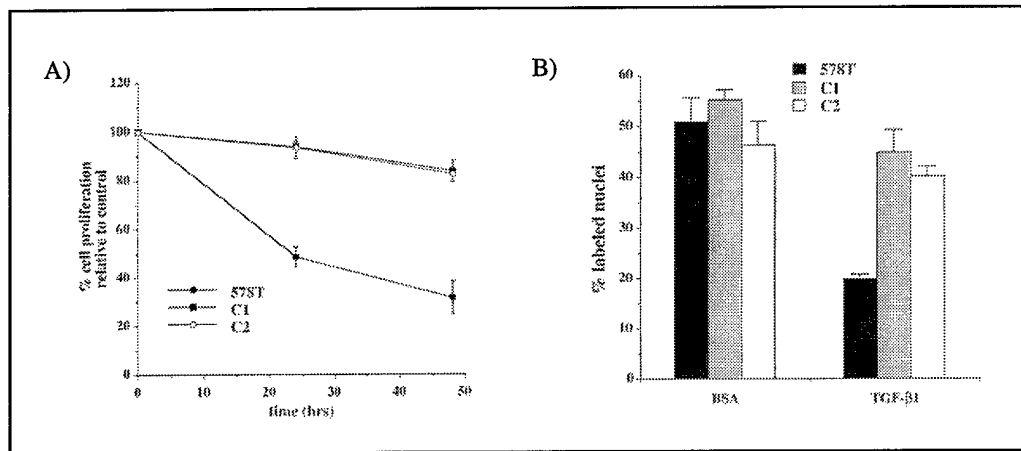 A)
120
100
80
60
40
20
0
% cell proliferation
relative to control
578T
C1
C2
0 10 20 30 40 50
time (hrs)
B)
578T
C1
C2
60
50
40
30
20
10
0
% labeled nuclei
BSA TGF-β1